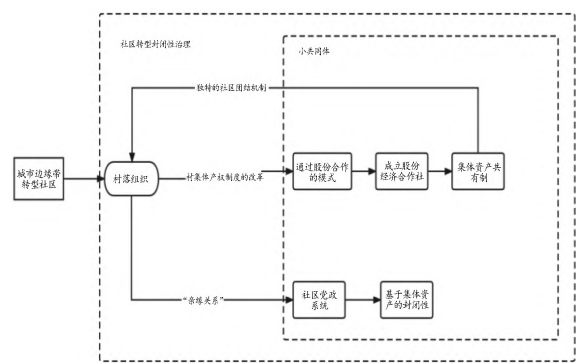 社区转型封闭性治理
小共同体
独特的社区团结机制
城市边缘带
转型社区
村落组织
村集体产权制度的改革
通过股份合作
的模式
成立股份
经济合作社
集体资产共
有制
“亲缘关系”
社区党政
系统
基于集体资
产的封闭性